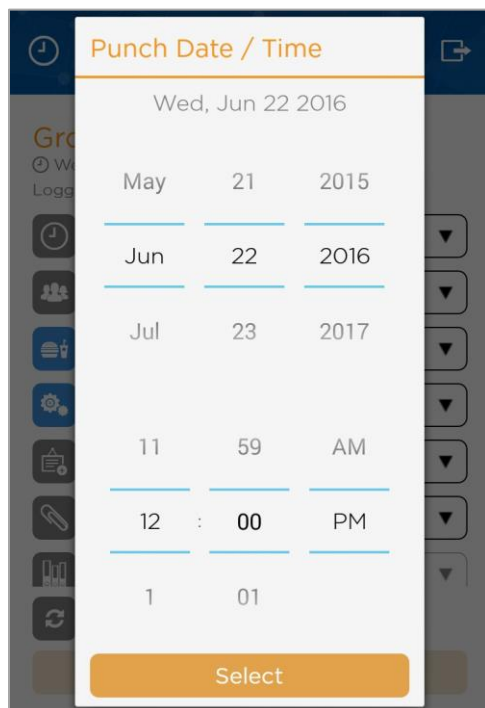 Punch Date / Time
Wed, Jun 22 2016
May 21 2015
Jun 22 2016
Jul 23 2017
11 59 AM
12 : 00 PM
1 01
Select